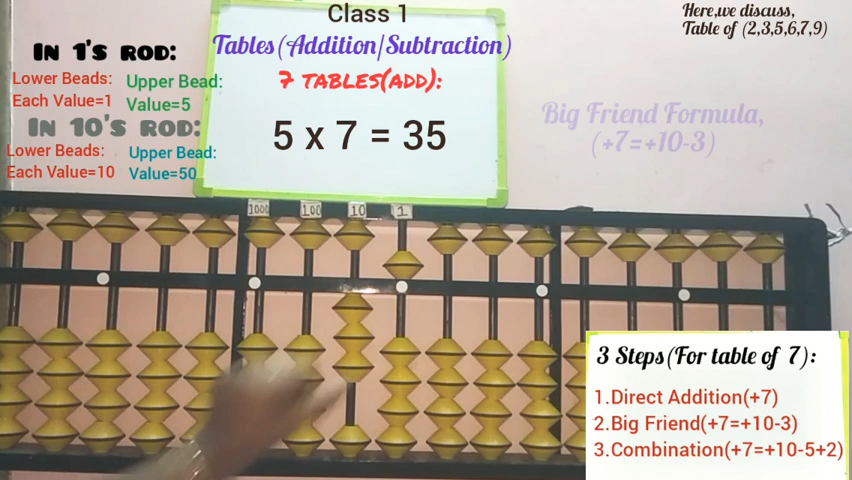 Class 1
Tables(Addition/Subtraction)
7 TABLES(ADD):
5 x 7 = 35
Here,we discuss,
Table of (2,3,5,6,7,9)
IN 1'S ROD:
Lower Beads:
Each Value=1
Upper Bead:
Value=5
IN 10'S ROD:
Lower Beads:
Each Value=10
Upper Bead:
Value=50
Big Friend Formula,
(+7=+10-3)
1000 100 10 1
3 Steps(For table of 7):
1.Direct Addition(+7)
2.Big Friend(+7=+10-3)
3.Combination(+7=+10-5+2)